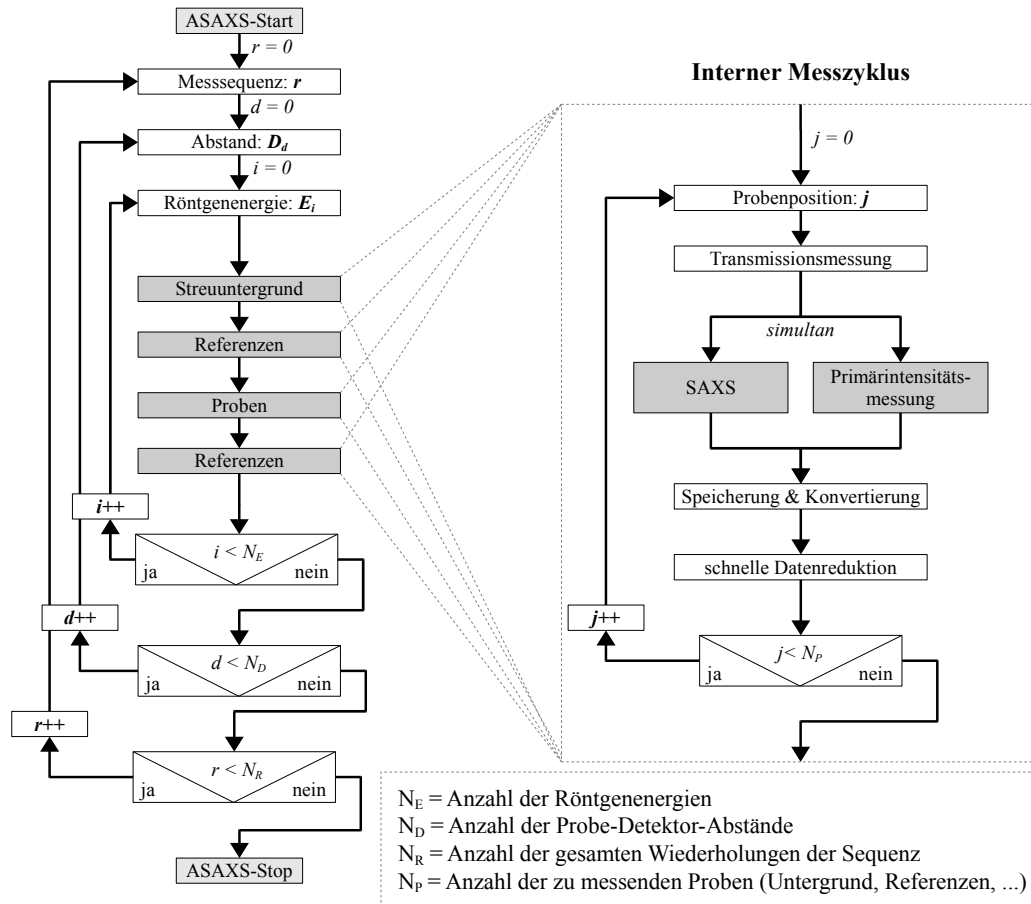 ASAXS-Start
r = 0
Messsequenz: r
d = 0
Abstand: D_d
i = 0
Röntgenenergie: E_i
Streuuntergrund
Referenzen
Proben
Referenzen
i++
i < N_E
ja
nein
d++
d < N_D
ja
nein
r++
r < N_R
ja
nein
ASAXS-Stop
Interner Messzyklus
j = 0
Probenposition: j
Transmissionsmessung
simultan
SAXS
Primärintensitäts-
messung
Speicherung & Konvertierung
schnelle Datenreduktion
j++
j< N_P
ja
nein
N_E = Anzahl der Röntgenenergien
N_D = Anzahl der Probe-Detektor-Abstände
N_R = Anzahl der gesamten Wiederholungen der Sequenz
N_P = Anzahl der zu messenden Proben (Untergrund, Referenzen, ...)